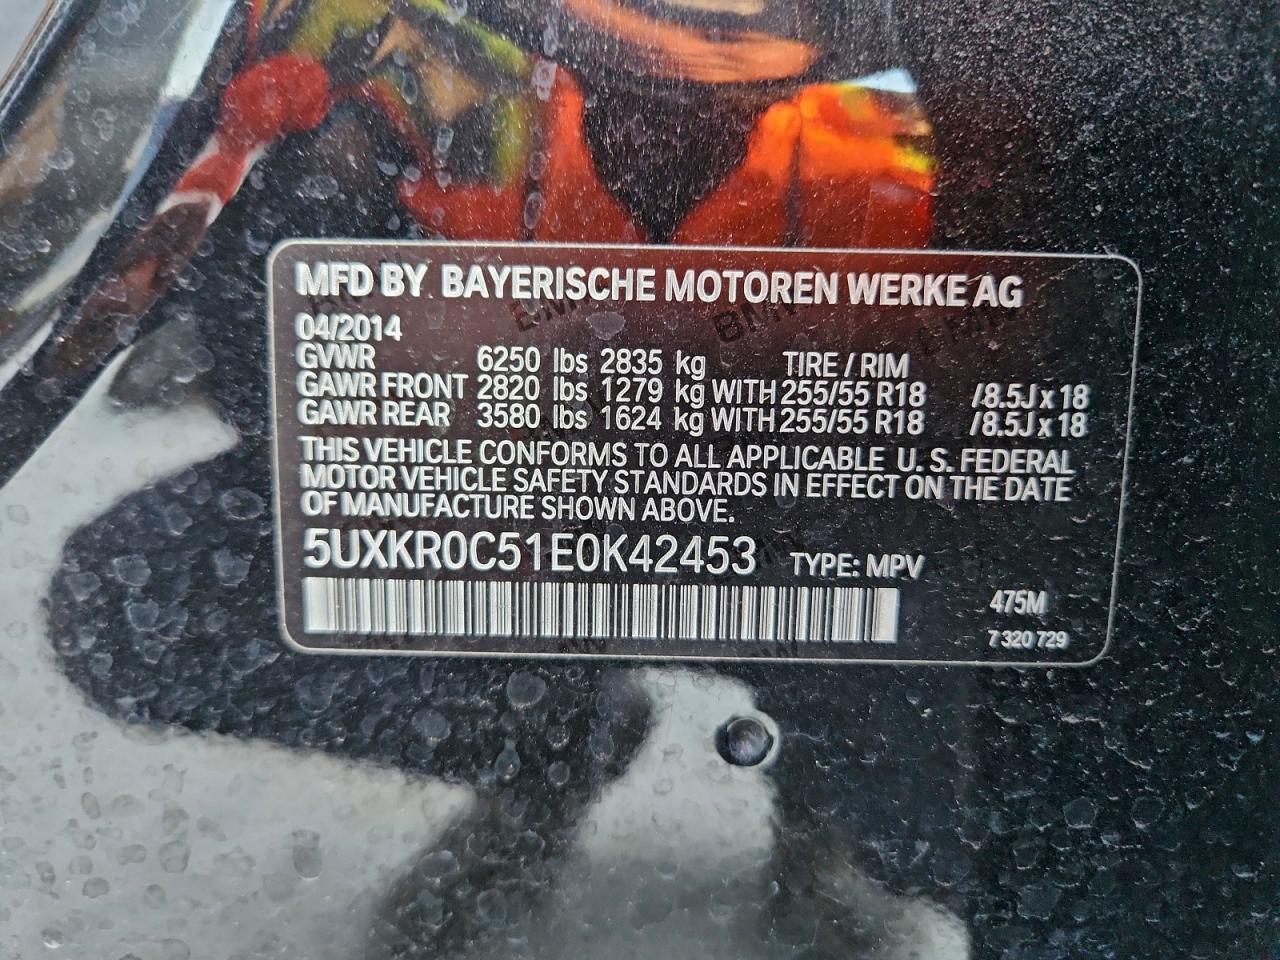 MFD BY BAYERISCHE MOTOREN WERKE AG
04/2014
GVWR 6250 lbs 2835 kg TIRE / RIM
GAWR FRONT 2820 lbs 1279 kg WITH 255/55 R18 /8.5J x 18
GAWR REAR 3580 lbs 1624 kg WITH 255/55 R18 /8.5J x 18
THIS VEHICLE CONFORMS TO ALL APPLICABLE U. S. FEDERAL
MOTOR VEHICLE SAFETY STANDARDS IN EFFECT ON THE DATE
OF MANUFACTURE SHOWN ABOVE.
5UXKR0C51E0K42453 TYPE: MPV
475M
7 320 729